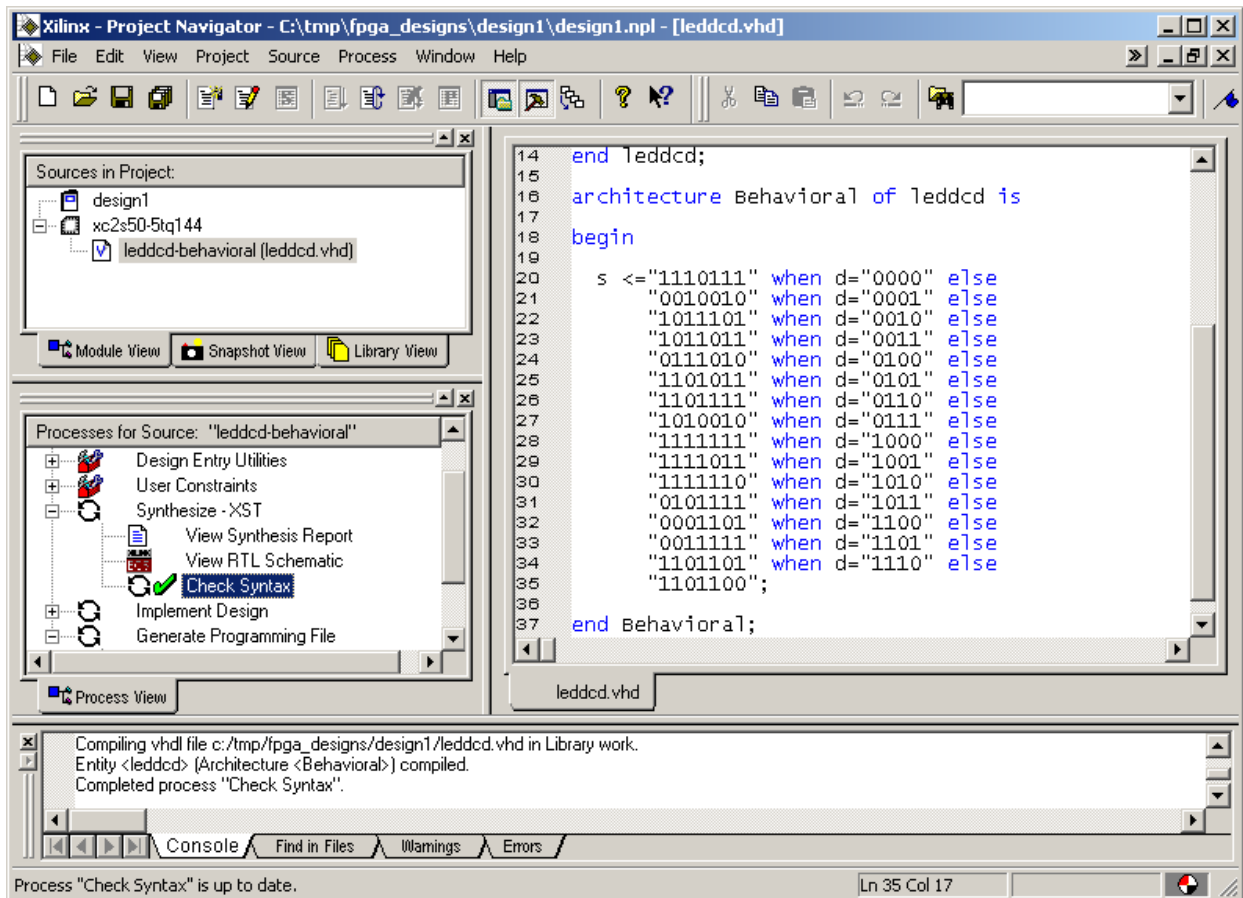 Xilinx - Project Navigator - C:\tmp\fpga_designs\design1\design1.npl - [leddcd.vhd]
File Edit View Project Source Process Window Help
Sources in Project:
design1
xc2s50-5tq144
leddcd-behavioral (leddcd.vhd)
Module View Snapshot View Library View
Processes for Source: "leddcd-behavioral"
Design Entry Utilities
User Constraints
Synthesize - XST
View Synthesis Report
View RTL Schematic
Check Syntax
Implement Design
Generate Programming File
Process View
14 end leddcd;
15
16 architecture Behavioral of leddcd is
17
18 begin
19
20 s <="1110111" when d="0000" else
21 "0010010" when d="0001" else
22 "1011101" when d="0010" else
23 "1011011" when d="0011" else
24 "0111010" when d="0100" else
25 "1101011" when d="0101" else
26 "1101111" when d="0110" else
27 "1010010" when d="0111" else
28 "1111111" when d="1000" else
29 "1111011" when d="1001" else
30 "1111110" when d="1010" else
31 "0101111" when d="1011" else
32 "0001101" when d="1100" else
33 "0011111" when d="1101" else
34 "1101101" when d="1110" else
35 "1101100";
36
37 end Behavioral;
leddcd.vhd
Compiling vhdl file c:/tmp/fpga_designs/design1/leddcd.vhd in Library work.
Entity <leddcd> (Architecture <Behavioral>) compiled.
Completed process "Check Syntax".
Console Find in Files Warnings Errors
Process "Check Syntax" is up to date. Ln 35 Col 17